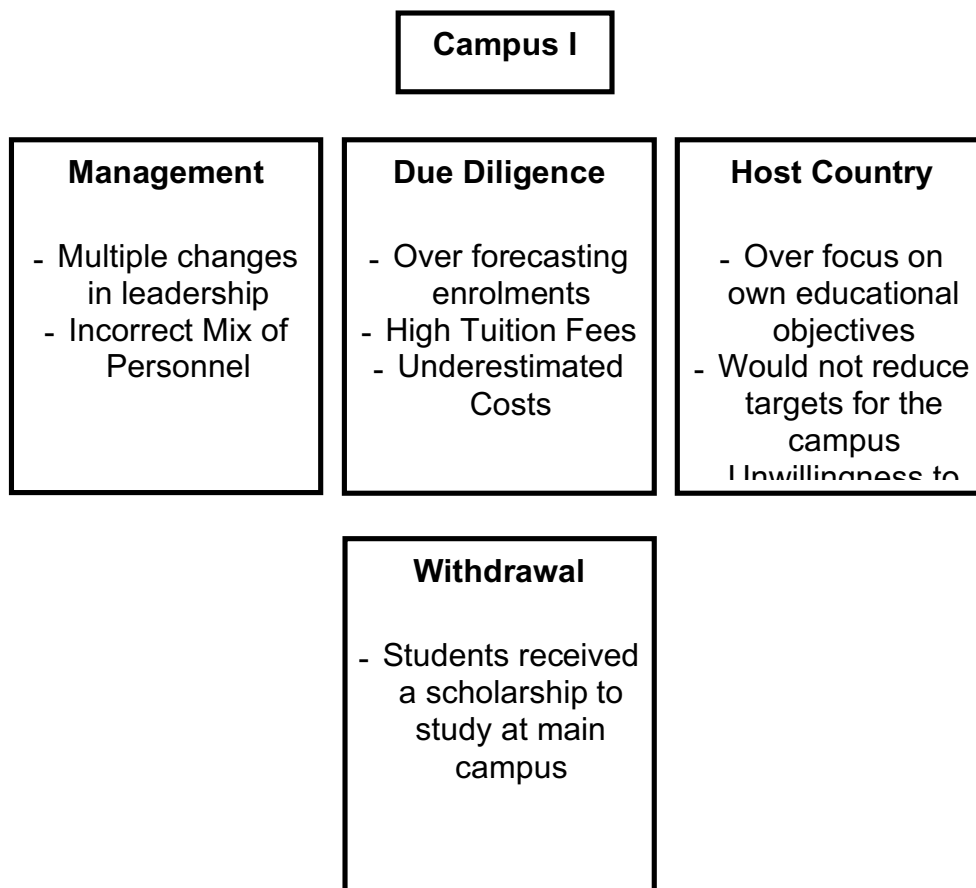 Campus I
Management
- Multiple changes
in leadership
- Incorrect Mix of
Personnel
Due Diligence
- Over forecasting
enrolments
- High Tuition Fees
- Underestimated
Costs
Host Country
- Over focus on
own educational
objectives
- Would not reduce
targets for the
campus
Unwillingness to
Withdrawal
- Students received
a scholarship to
study at main
campus